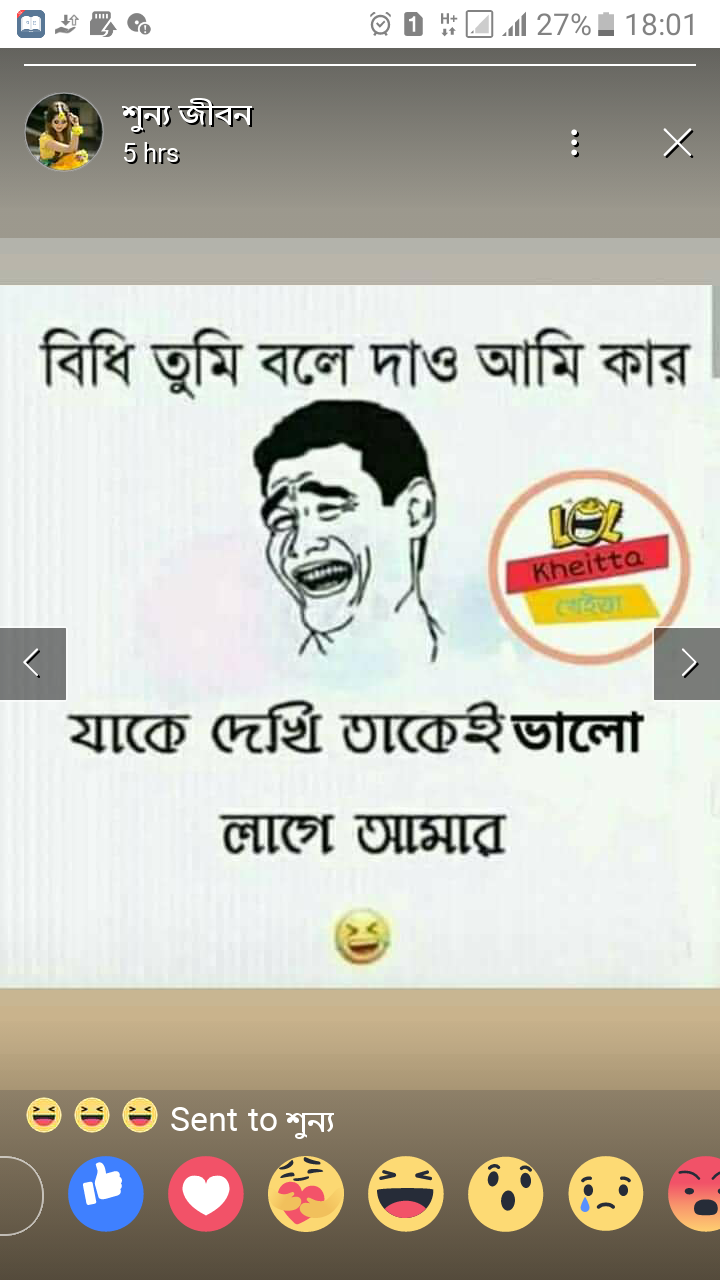 27% 18:01
শুন্য জীবন
5 hrs
বিধি তুমি বলে দাও আমি কার
LOL
Kheitta
খেইত্তা
যাকে দেখি তাকেই ভালো
লাগে আমার
Sent to শুন্য